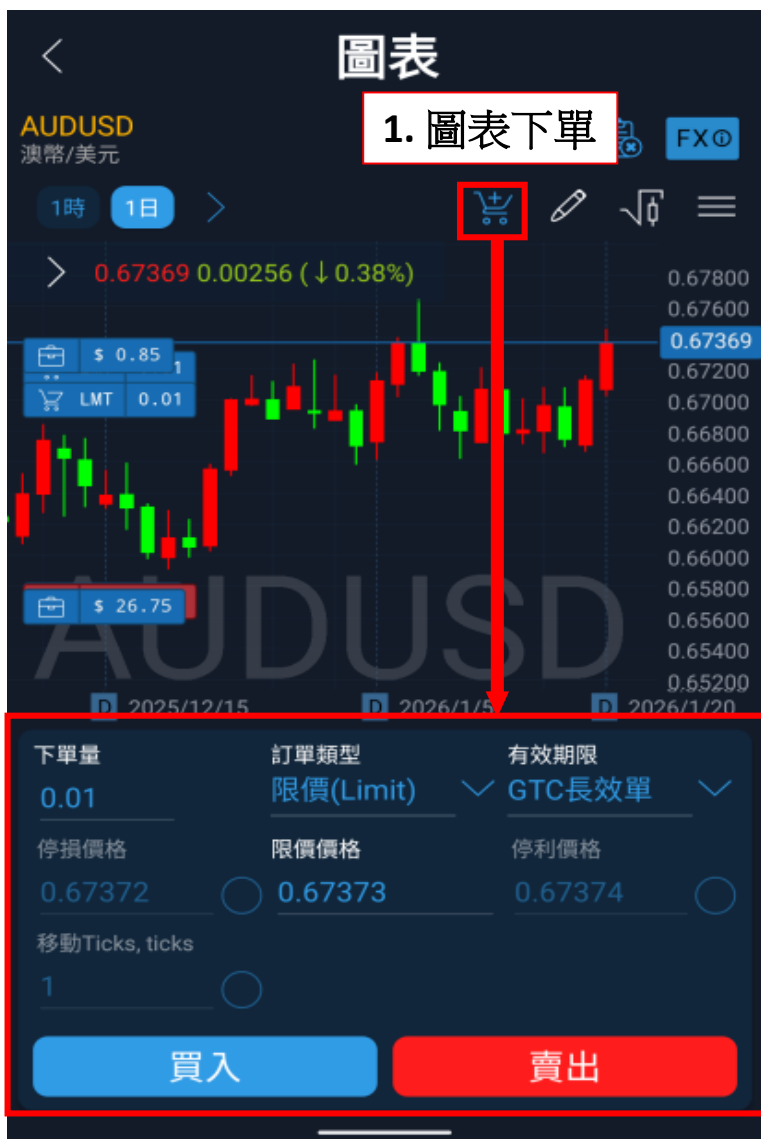 圖表
AUDUSD
澳幣/美元
1. 圖表下單
FX
1時 1日
0.67369 0.00256 (↓0.38%)
0.67800
0.67600
0.67369
$ 0.85
1
0.67200
LMT 0.01
0.67000
0.66800
0.66600
0.66400
0.66200
0.66000
0.65800
$ 26.75
0.65600
0.65400
0.65200
AUDUSD
D 2025/12/15 D 2026/1/5 D 2026/1/20
下單量 訂單類型 有效期限
0.01 限價(Limit) GTC長效單
停損價格 限價價格 停利價格
0.67372 0.67373 0.67374
移動Ticks, ticks
1
買入 賣出